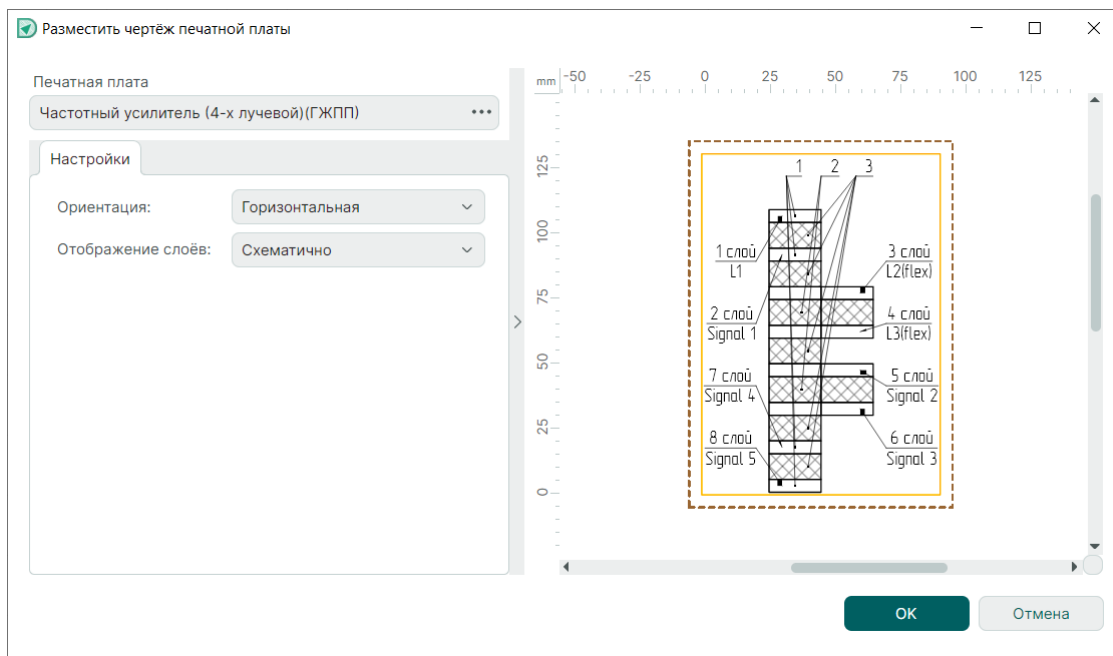 Разместить чертёж печатной платы
Печатная плата
Частотный усилитель (4-х лучевой)(ГЖПП)
Настройки
Ориентация:
Горизонтальная
Отображение слоёв:
Схематично
mm
-50 -25 0 25 50 75 100 125
125
100
75
50
25
0
1 2 3
1 слой
L1
3 слой
L2(flex)
2 слой
Signal 1
4 слой
L3(flex)
7 слой
Signal 4
5 слой
Signal 2
8 слой
Signal 5
6 слой
Signal 3
ОК
Отмена